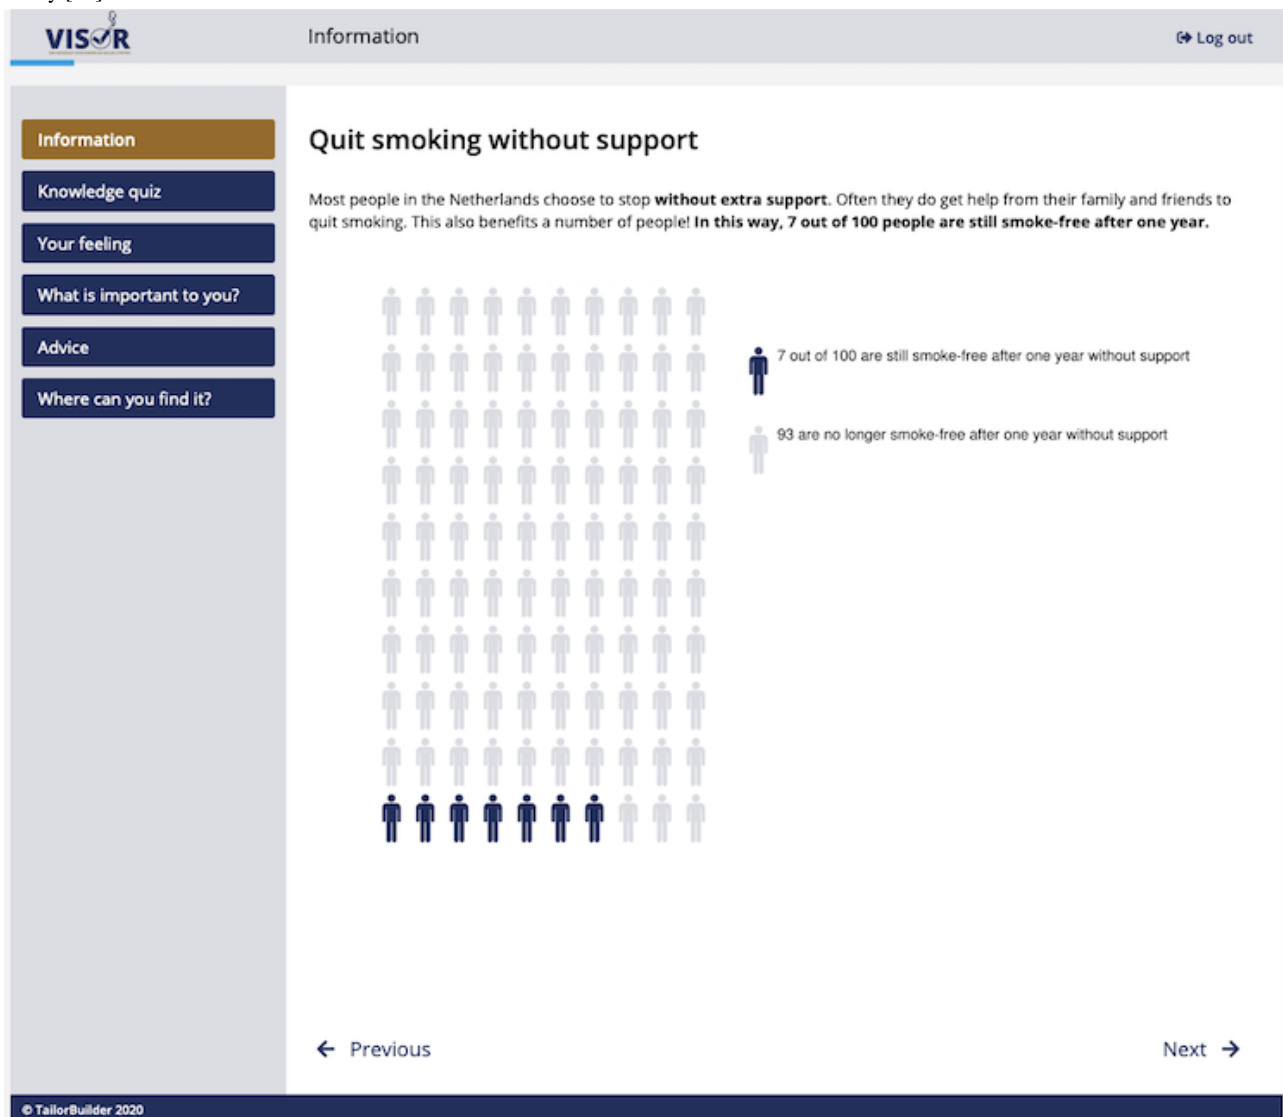 VISOR
Information
Log out
Information
Knowledge quiz
Your feeling
What is important to you?
Advice
Where can you find it?
Quit smoking without support
Most people in the Netherlands choose to stop without extra support. Often they do get help from their family and friends to
quit smoking. This also benefits a number of people! In this way, 7 out of 100 people are still smoke-free after one year.
7 out of 100 are still smoke-free after one year without support
93 are no longer smoke-free after one year without support
Previous
Next
© TailorBuilder 2020